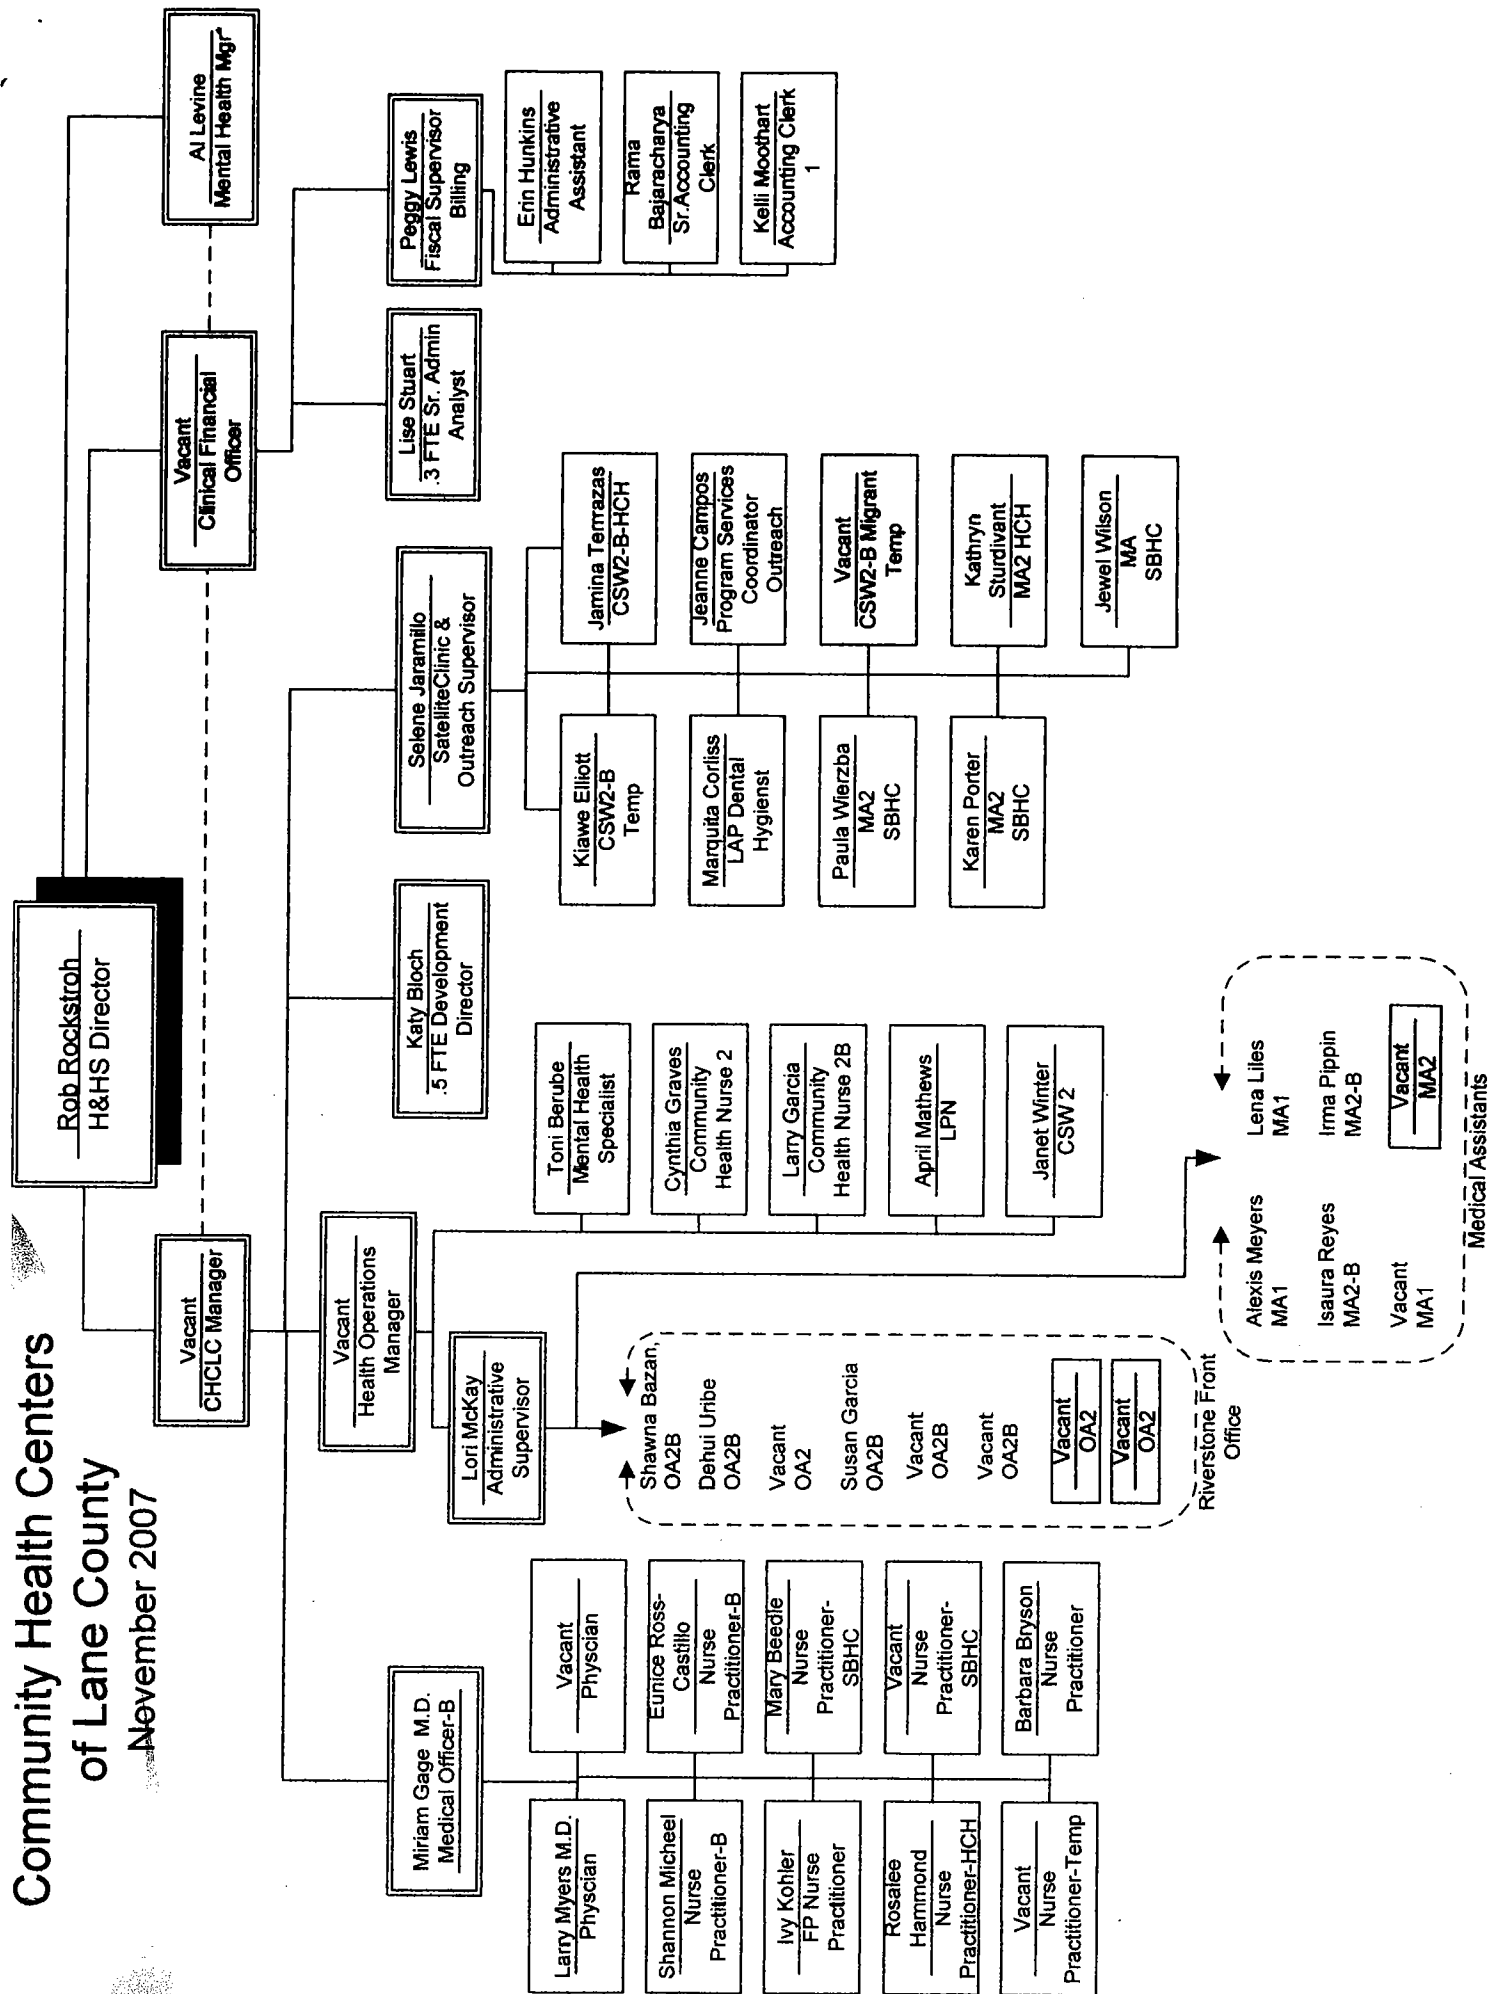 Community Health Centers
of Lane County
November 2007
Rob Rockstroh
H&HS Director
Vacant
CHCLC Manager
Vacant
Clinical Financial
Officer
Al Levine
Mental Health Mgr*
Miriam Gage M.D.
Medical Officer-B
Vacant
Health Operations
Manager
Katy Bloch
.5 FTE Development
Director
Selene Jaramillo
SatelliteClinic &
Outreach Supervisor
Lise Stuart
.3 FTE Sr. Admin
Analyst
Peggy Lewis
Fiscal Supervisor
Billing
Larry Myers M.D.
Physcian
Vacant
Physcian
Shannon Micheel
Nurse
Practitioner-B
Eunice Ross-
Castillo
Nurse
Practitioner-B
Ivy Kohler
FP Nurse
Practitioner
Mary Beedle
Nurse
Practitioner-
SBHC
Rosalee
Hammond
Nurse
Practitioner-HCH
Vacant
Nurse
Practitioner-
SBHC
Vacant
Nurse
Practitioner-Temp
Barbara Bryson
Nurse
Practitioner
Lori McKay
Administrative
Supervisor
Shawna Bazan,
OA2B
Dehui Uribe
OA2B
Vacant
OA2
Susan Garcia
OA2B
Vacant
OA2B
Vacant
OA2B
Vacant
OA2
Vacant
OA2
Riverstone Front
Office
Toni Berube
Mental Health
Specialist
Cynthia Graves
Community
Health Nurse 2
Larry Garcia
Community
Health Nurse 2B
April Mathews
LPN
Janet Winter
CSW 2
Alexis Meyers
MA1
Lena Liles
MA1
Isaura Reyes
MA2-B
Irma Pippin
MA2-B
Vacant
MA1
Vacant
MA2
Medical Assistants
Kiawe Elliott
CSW2-B
Temp
Jamina Terrazas
CSW2-B-HCH
Marquita Corliss
LAP Dental
Hygienst
Jeanne Campos
Program Services
Coordinator
Outreach
Paula Wierzba
MA2
SBHC
Vacant
CSW2-B Migrant
Temp
Karen Porter
MA2
SBHC
Kathryn
Sturdivant
MA2 HCH
Jewel Wilson
MA
SBHC
Erin Hunkins
Administrative
Assistant
Rama
Bajaracharya
Sr.Accounting
Clerk
Kelli Moothart
Accounting Clerk
1